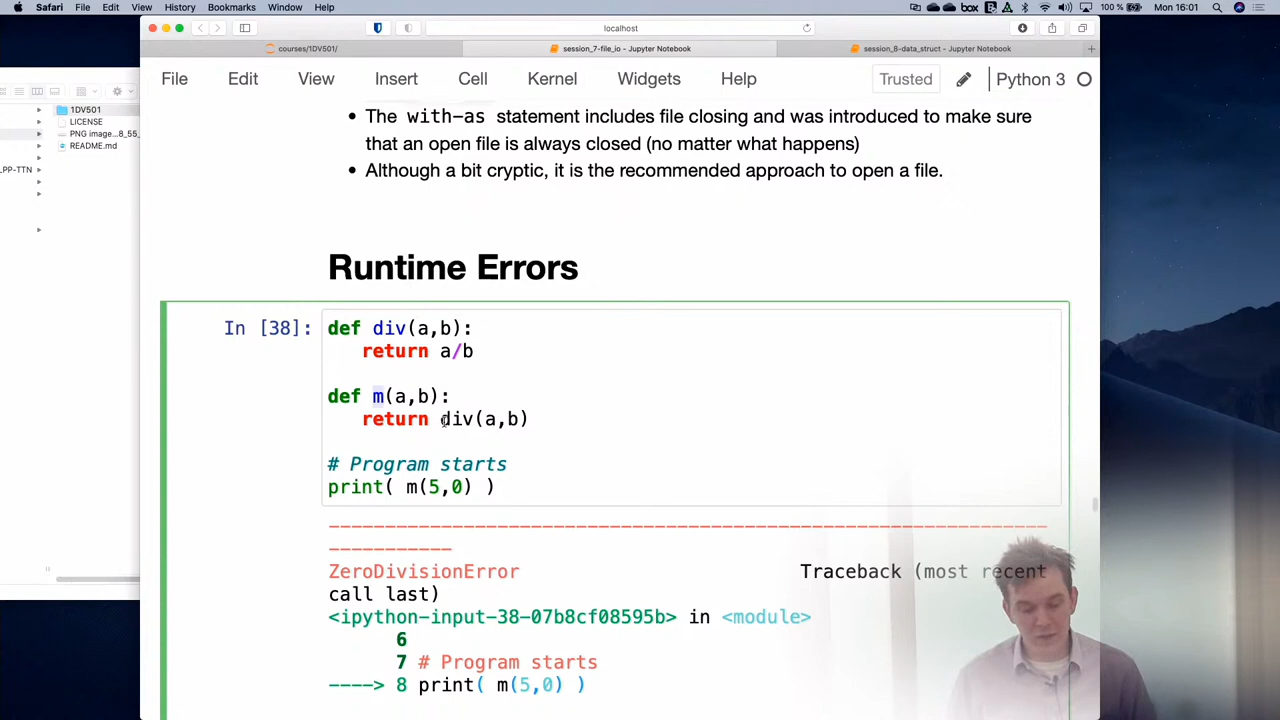 Safari File Edit View History Bookmarks Window Help box 100 % Mon 16:01
localhost
courses/1DV501/ session_7-file_io - Jupyter Notebook session_8-data_struct - Jupyter Notebook
File Edit View Insert Cell Kernel Widgets Help Trusted Python 3
1DV501
LICENSE
PNG image...8_55_
README.md
LPP-TTN
• The with-as statement includes file closing and was introduced to make sure
that an open file is always closed (no matter what happens)
• Although a bit cryptic, it is the recommended approach to open a file.
Runtime Errors
In [38]: def div(a,b):
return a/b
def m(a,b):
return div(a,b)
# Program starts
print( m(5,0) )
---------------------------------------------------------------------------
ZeroDivisionError Traceback (most recent
call last)
<ipython-input-38-07b8cf08595b> in <module>
6
7 # Program starts
----> 8 print( m(5,0) )